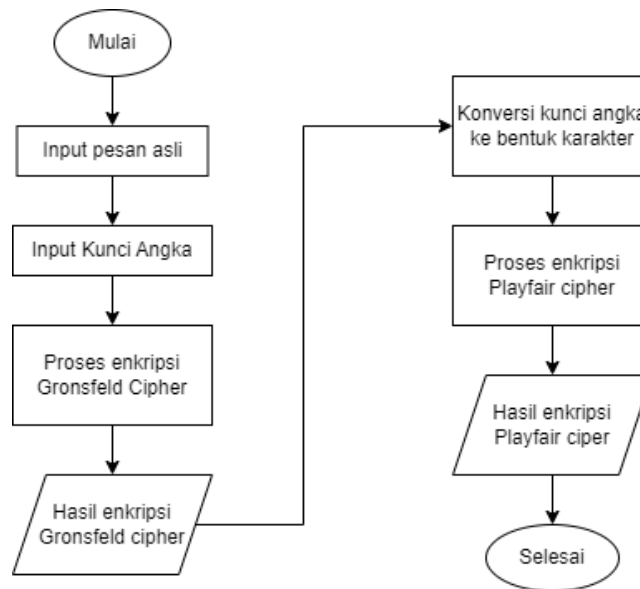 Mulai
Input pesan asli
Input Kunci Angka
Proses enkripsi
Gronsfeld Cipher
Hasil enkripsi
Gronsfeld cipher
Konversi kunci angka
ke bentuk karakter
Proses enkripsi
Playfair cipher
Hasil enkripsi
Playfair ciper
Selesai